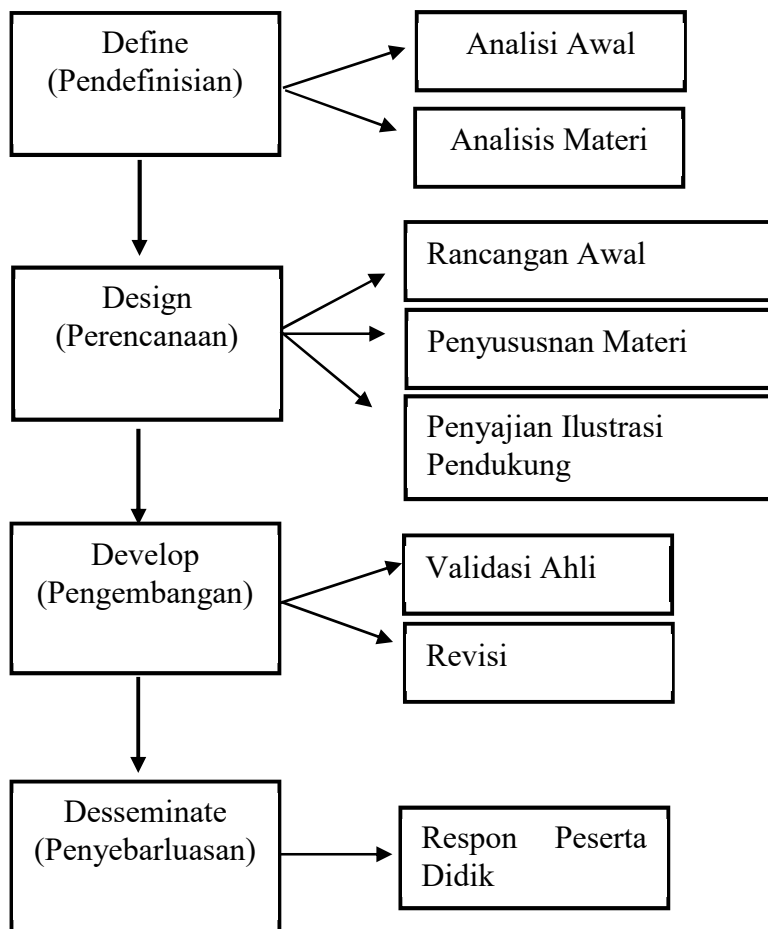 Define
(Pendefinisian)
Analisi Awal
Analisis Materi
Design
(Perencanaan)
Rancangan Awal
Penyususnan Materi
Penyajian Ilustrasi
Pendukung
Develop
(Pengembangan)
Validasi Ahli
Revisi
Desseminate
(Penyebarluasan)
Respon Peserta
Didik